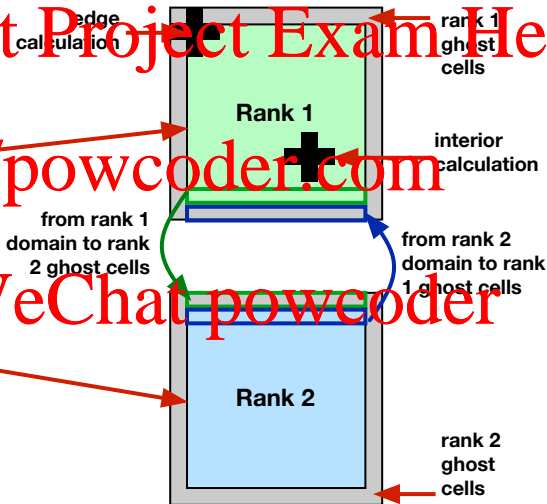 edge
calculation
rank 1
ghost
cells
t Project Exam He
Rank 1
interior
calculation
powcoder.com
from rank 1
domain to rank
2 ghost cells
from rank 2
domain to rank
1 ghost cells
WeChat powcoder
Rank 2
rank 2
ghost
cells